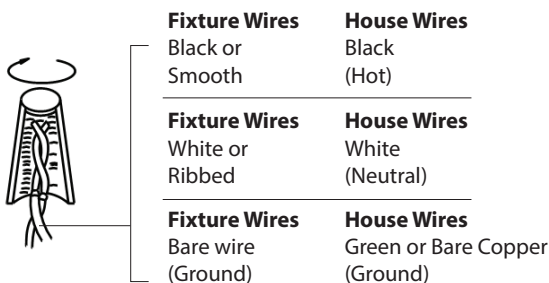 Fixture Wires House Wires
Black or Black
Smooth (Hot)
Fixture Wires House Wires
White or White
Ribbed (Neutral)
Fixture Wires House Wires
Bare wire Green or Bare Copper
(Ground) (Ground)